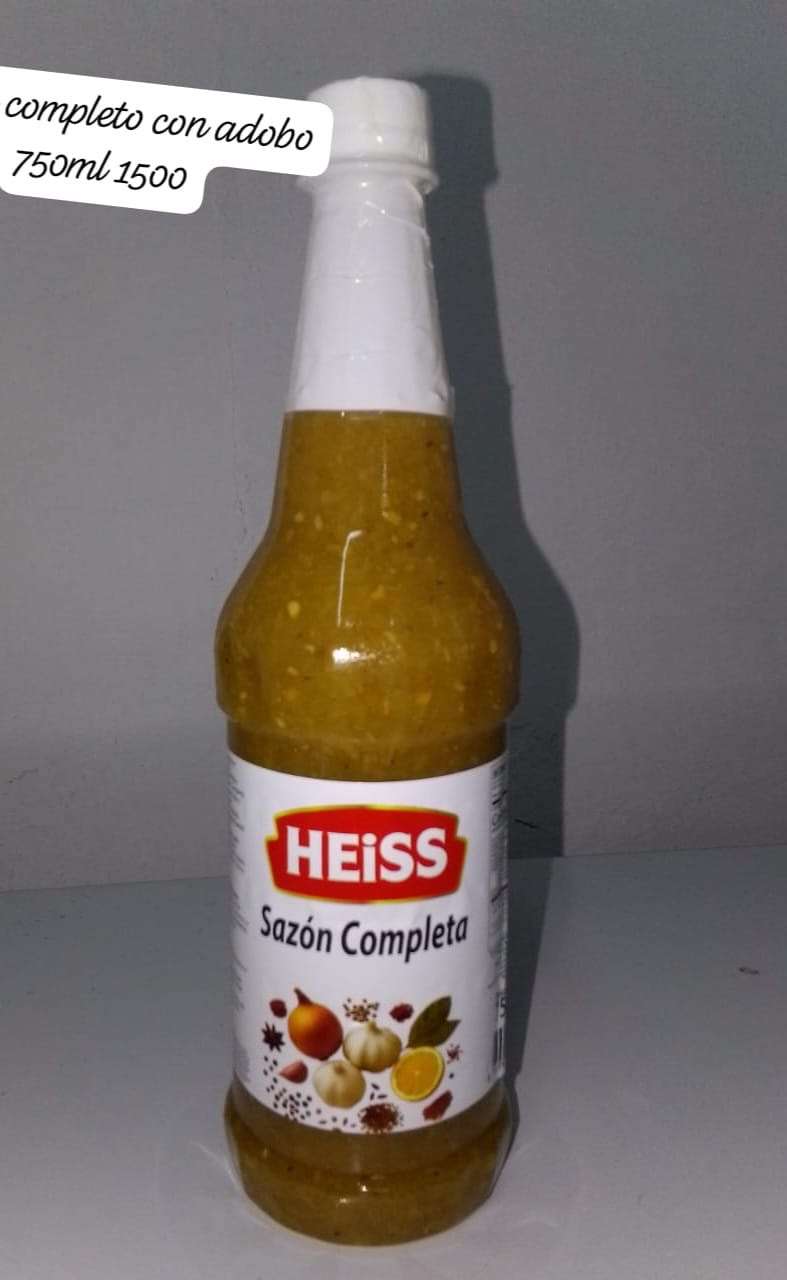 completo con adobo
750ml 1500
HEiSS
Sazón Completa